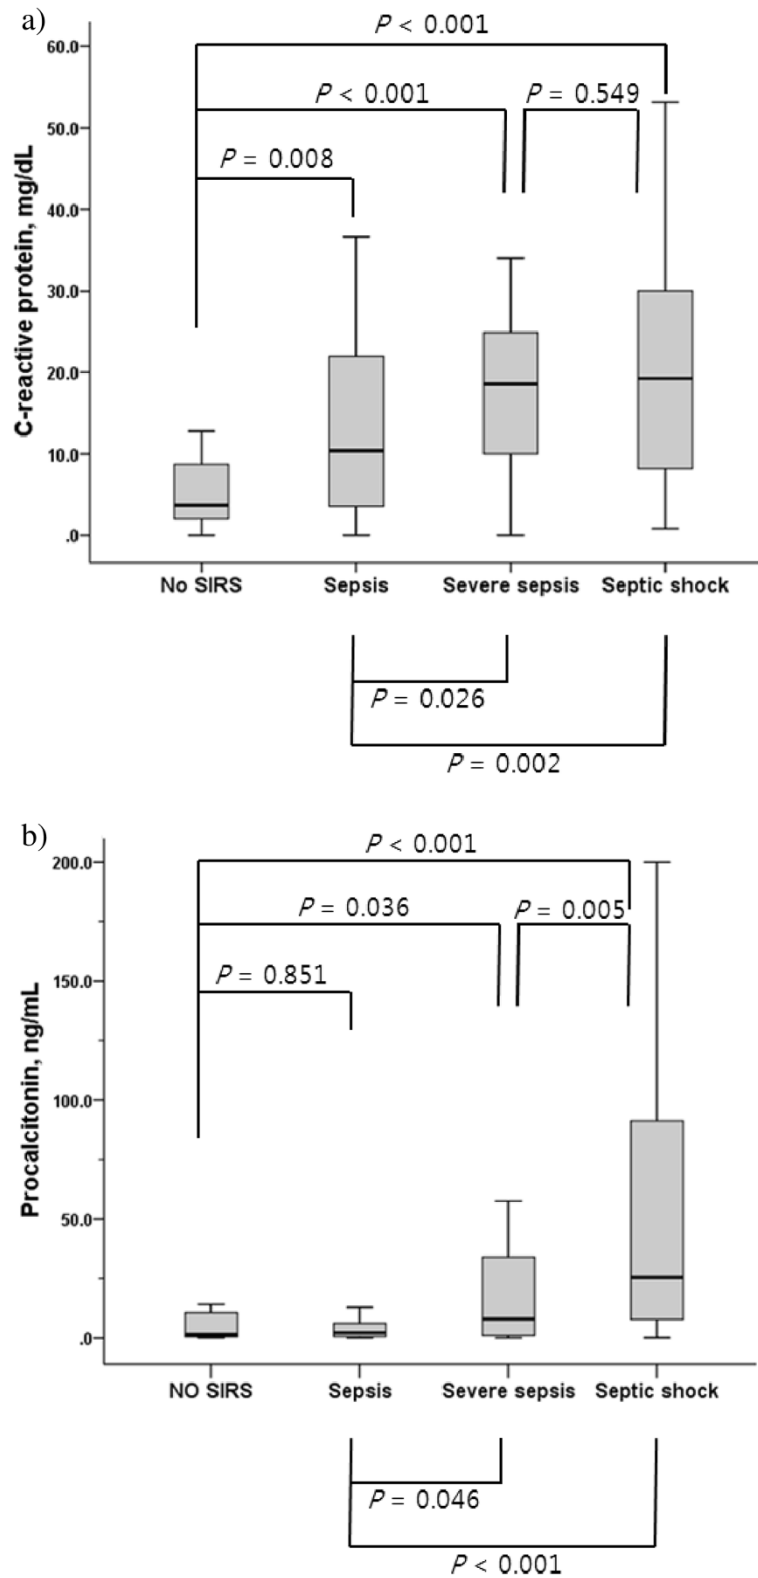 a)
P < 0.001
60.0
P < 0.001
P = 0.549
50.0
P = 0.008
40.0
C-reactive protein, mg/dL
30.0
20.0
10.0
.0
No SIRS Sepsis Severe sepsis Septic shock
P = 0.026
P = 0.002
b)
P < 0.001
200.0
P = 0.036
P = 0.005
P = 0.851
150.0
Procalcitonin, ng/mL
100.0
50.0
.0
NO SIRS Sepsis Severe sepsis Septic shock
P = 0.046
P < 0.001